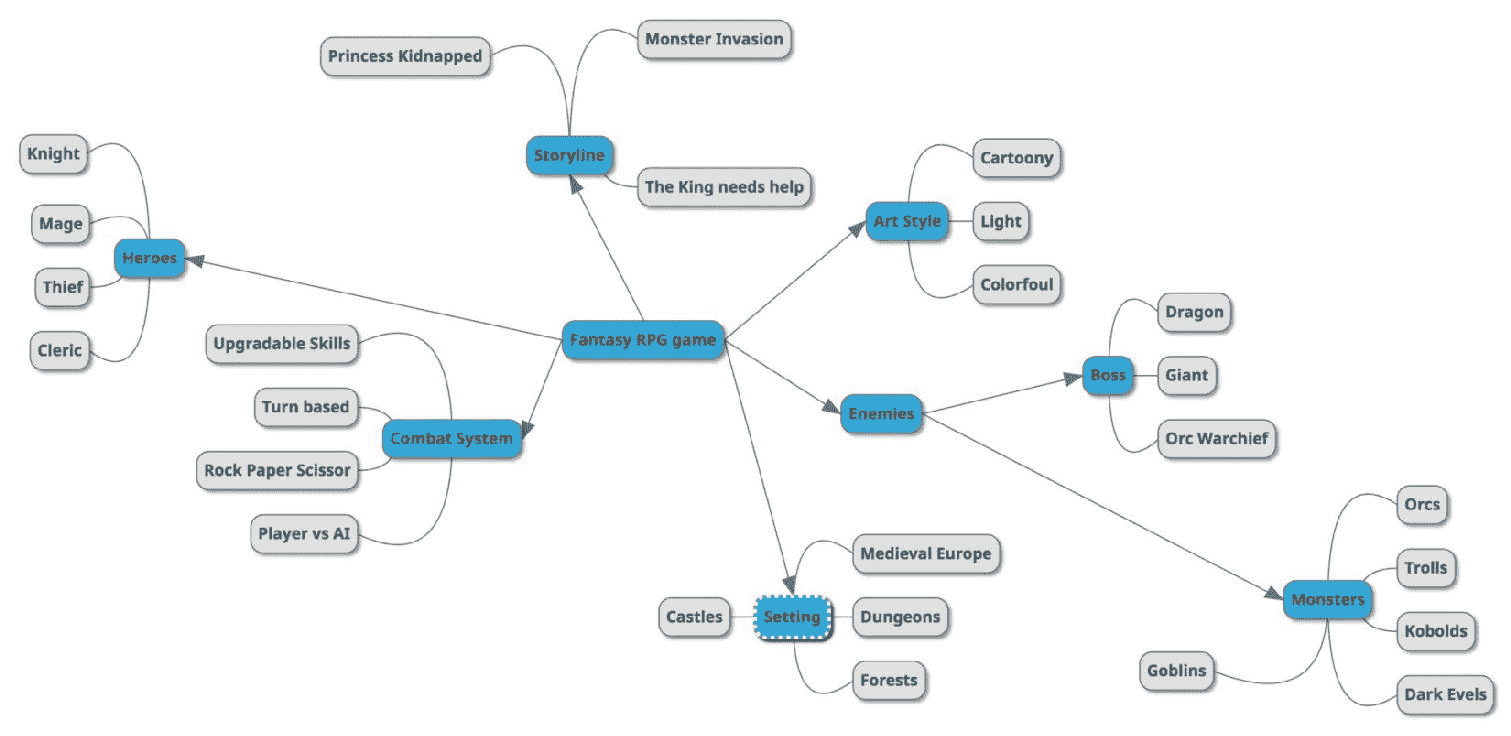 Princess Kidnapped
Monster Invasion
Storyline
The King needs help
Knight
Mage
Heroes
Thief
Cleric
Cartoony
Art Style
Light
Colorfoul
Fantasy RPG game
Upgradable Skills
Turn based
Combat System
Rock Paper Scissor
Player vs AI
Enemies
Boss
Dragon
Giant
Orc Warchief
Monsters
Orcs
Trolls
Kobolds
Goblins
Dark Evels
Setting
Medieval Europe
Castles
Dungeons
Forests